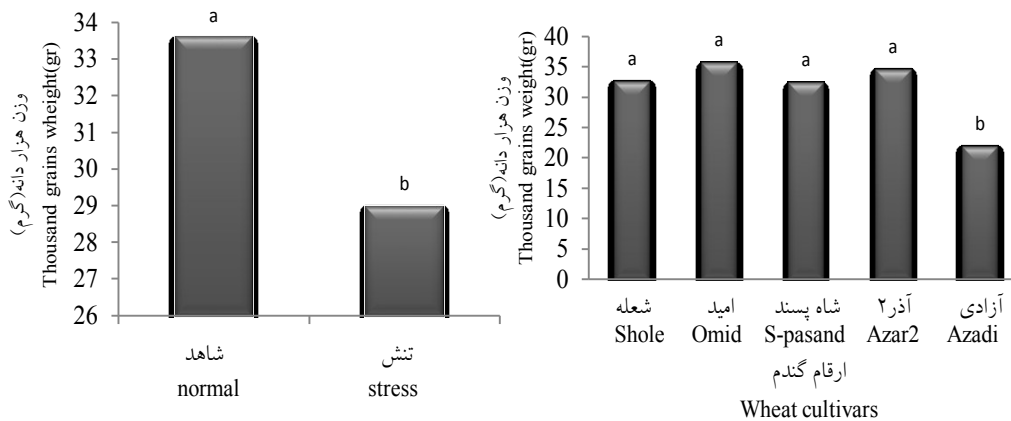 وزن هزار دانه(گرم)
Thousand grains wheight(gr)
34
33
32
31
30
29
28
27
26
a
b
شاهد
normal
تنش
stress
وزن هزار دانه(گرم)
Thousand grains weight(gr)
40
35
30
25
20
15
10
5
0
a
a
a
a
b
شعله
امید
شاه پسند
آذر۲
آزادی
Shole
Omid
S-pasand
Azar2
Azadi
ارقام گندم
Wheat cultivars